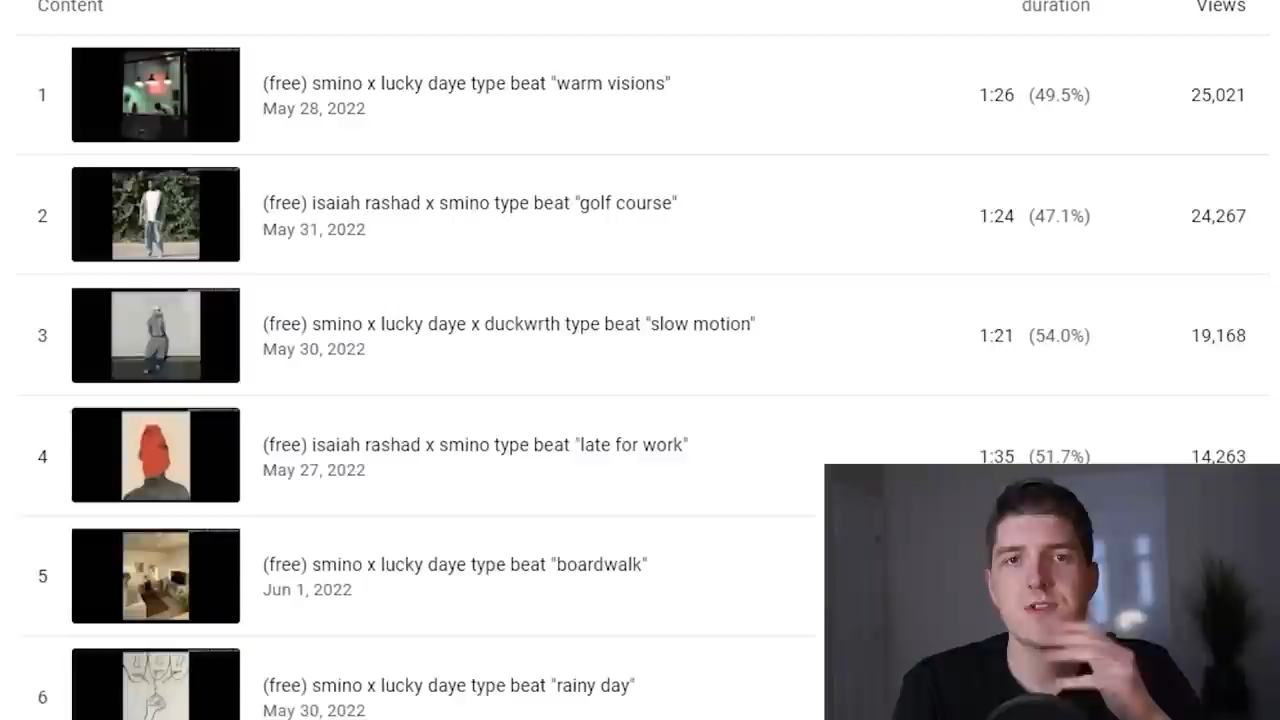 Content duration Views
1 (free) smino x lucky daye type beat "warm visions" 1:26 (49.5%) 25,021
May 28, 2022
2 (free) isaiah rashad x smino type beat "golf course" 1:24 (47.1%) 24,267
May 31, 2022
3 (free) smino x lucky daye x duckwrth type beat "slow motion" 1:21 (54.0%) 19,168
May 30, 2022
4 (free) isaiah rashad x smino type beat "late for work" 1:35 (51.7%) 14,263
May 27, 2022
5 (free) smino x lucky daye type beat "boardwalk"
Jun 1, 2022
6 (free) smino x lucky daye type beat "rainy day"
May 30, 2022